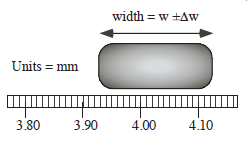 width = w ±Δw
Units = mm
3.80 3.90 4.00 4.10